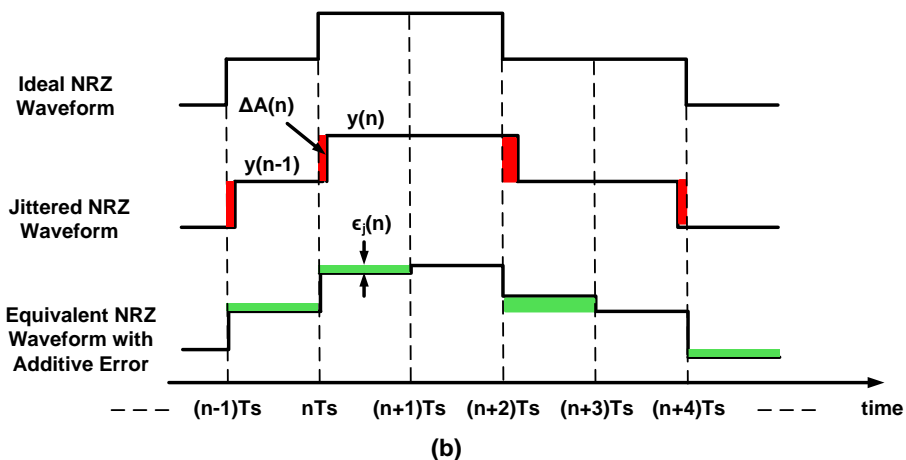 Ideal NRZ
Waveform
ΔA(n)
y(n)
y(n-1)
Jittered NRZ
Waveform
ϵj(n)
Equivalent NRZ
Waveform with
Additive Error
(n-1)Ts nTs (n+1)Ts (n+2)Ts (n+3)Ts (n+4)Ts time
(b)